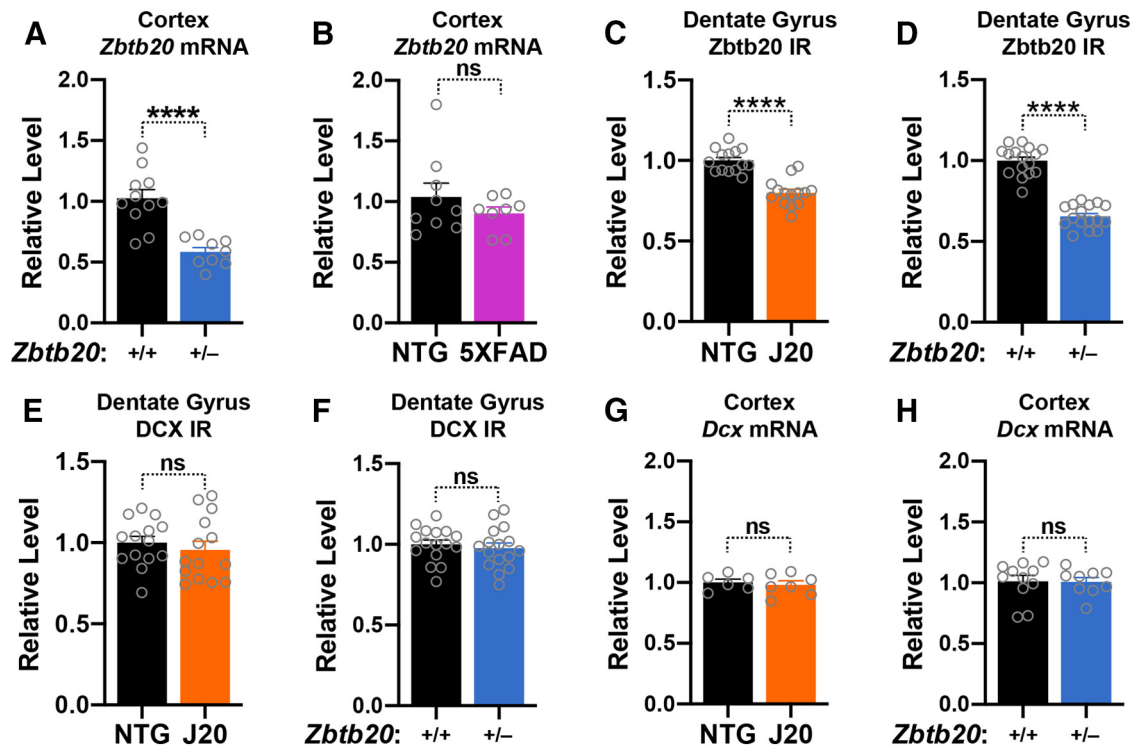 A
Cortex
Zbtb20 mRNA
Relative Level
2.0
1.5
1.0
0.5
0.0
****
Zbtb20: +/+ +/–
B
Cortex
Zbtb20 mRNA
Relative Level
2.0
1.5
1.0
0.5
0.0
ns
NTG 5XFAD
C
Dentate Gyrus
Zbtb20 IR
Relative Level
1.5
1.0
0.5
0.0
****
NTG J20
D
Dentate Gyrus
Zbtb20 IR
Relative Level
1.5
1.0
0.5
0.0
****
Zbtb20: +/+ +/–
E
Dentate Gyrus
DCX IR
Relative Level
1.5
1.0
0.5
0.0
ns
NTG J20
F
Dentate Gyrus
DCX IR
Relative Level
1.5
1.0
0.5
0.0
ns
Zbtb20: +/+ +/–
G
Cortex
Dcx mRNA
Relative Level
2.0
1.5
1.0
0.5
0.0
ns
NTG J20
H
Cortex
Dcx mRNA
Relative Level
2.0
1.5
1.0
0.5
0.0
ns
Zbtb20: +/+ +/–